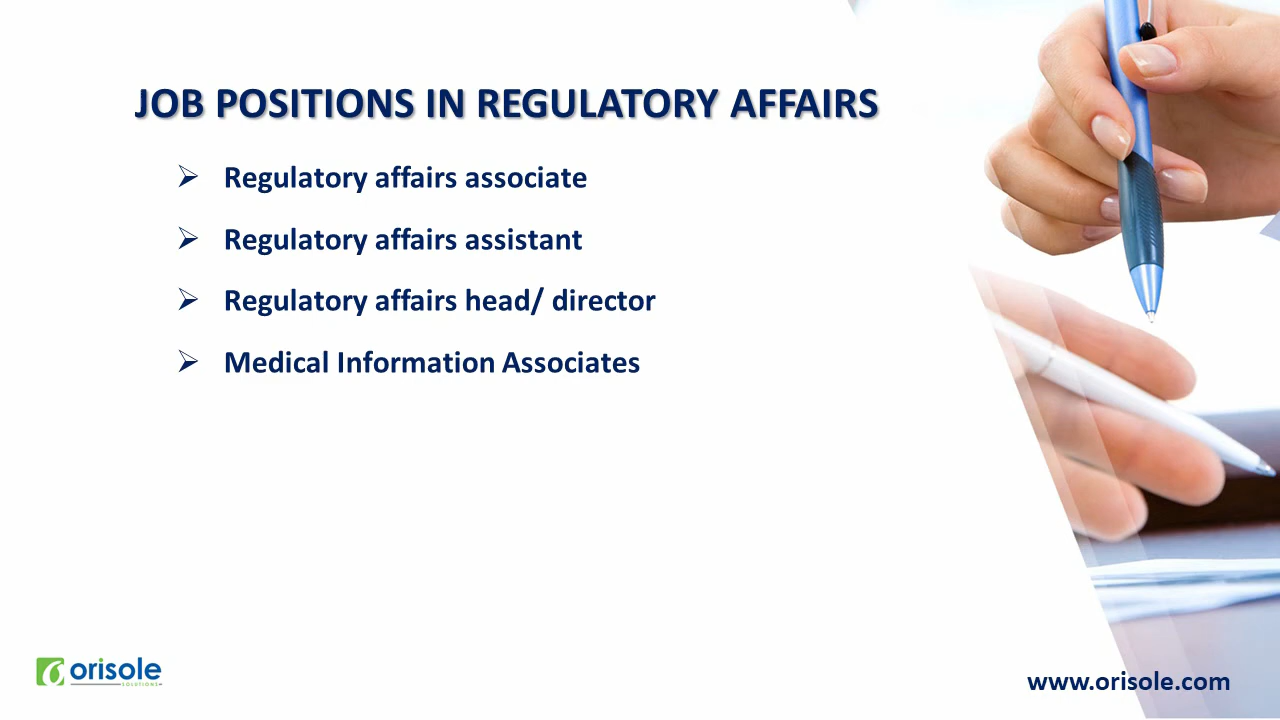 JOB POSITIONS IN REGULATORY AFFAIRS
➢ Regulatory affairs associate
➢ Regulatory affairs assistant
➢ Regulatory affairs head/ director
➢ Medical Information Associates
orisole
SOLUTIONS
www.orisole.com